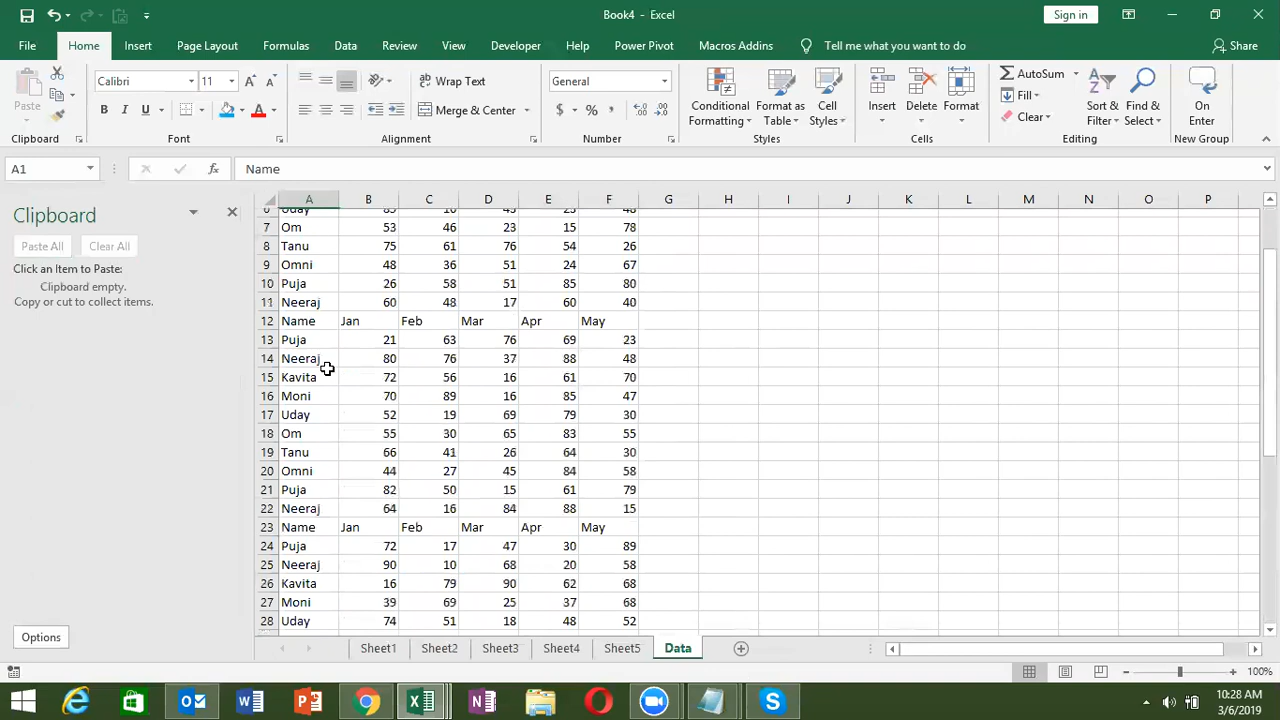 Book4 - Excel
Sign in
File Home Insert Page Layout Formulas Data Review View Developer Help Power Pivot Macros Addins Tell me what you want to do Share
Paste
Calibri 11
B I U
Wrap Text
Merge & Center
General
$ % ,
Conditional Formatting
Format as Table
Cell Styles
Insert
Delete
Format
AutoSum
Fill
Clear
Sort & Filter
Find & Select
On Enter
Clipboard Font Alignment Number Styles Cells Editing New Group
A1 fx Name
Clipboard
Paste All Clear All
Click an Item to Paste:
Clipboard empty.
Copy or cut to collect items.
Options
A B C D E F G H I J K L M N O P
6 Uday 85 10 45 25 48
7 Om 53 46 23 15 78
8 Tanu 75 61 76 54 26
9 Omni 48 36 51 24 67
10 Puja 26 58 51 85 80
11 Neeraj 60 48 17 60 40
12 Name Jan Feb Mar Apr May
13 Puja 21 63 76 69 23
14 Neeraj 80 76 37 88 48
15 Kavita 72 56 16 61 70
16 Moni 70 89 16 85 47
17 Uday 52 19 69 79 30
18 Om 55 30 65 83 55
19 Tanu 66 41 26 64 30
20 Omni 44 27 45 84 58
21 Puja 82 50 15 61 79
22 Neeraj 64 16 84 88 15
23 Name Jan Feb Mar Apr May
24 Puja 72 17 47 30 89
25 Neeraj 90 10 68 20 58
26 Kavita 16 79 90 62 68
27 Moni 39 69 25 37 68
28 Uday 74 51 18 48 52
Sheet1 Sheet2 Sheet3 Sheet4 Sheet5 Data
100%
10:28 AM
3/6/2019